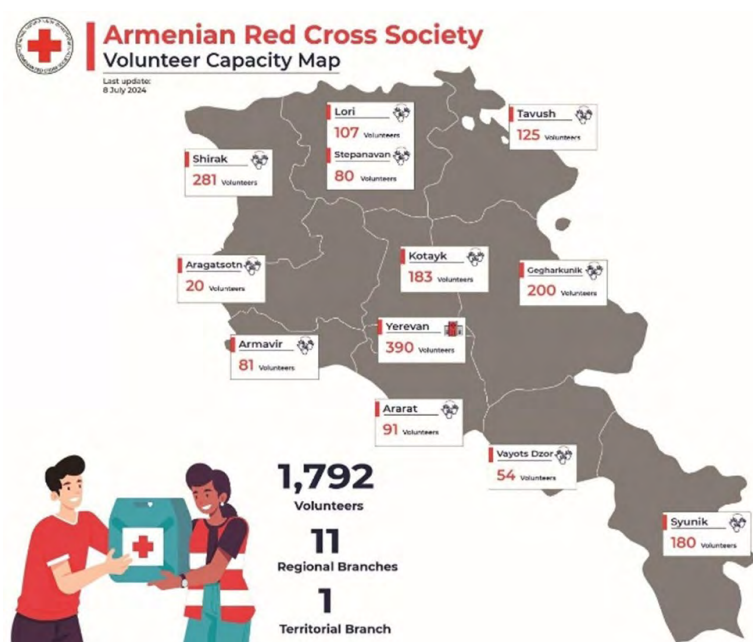 Armenian Red Cross Society
Volunteer Capacity Map
Last update:
8 July 2024
Lori
107 Volunteers
Stepanavan
80 Volunteers
Tavush
125 Volunteers
Shirak
281 Volunteers
Aragatsotn
20 Volunteers
Kotayk
183 Volunteers
Gegharkunik
200 Volunteers
Yerevan
390 Volunteers
Armavir
81 Volunteers
Ararat
91 Volunteers
Vayots Dzor
54 Volunteers
Syunik
180 Volunteers
1,792
Volunteers
11
Regional Branches
1
Territorial Branch